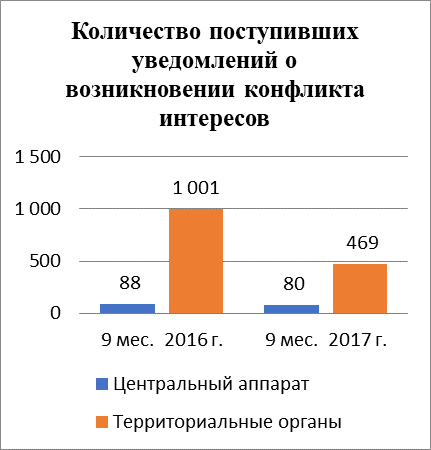 Количество поступивших
уведомлений о
возникновении конфликта
интересов
1 500
1 000
500
0
88
1 001
80
469
9 мес. 2016 г.
9 мес. 2017 г.
Центральный аппарат
Территориальные органы